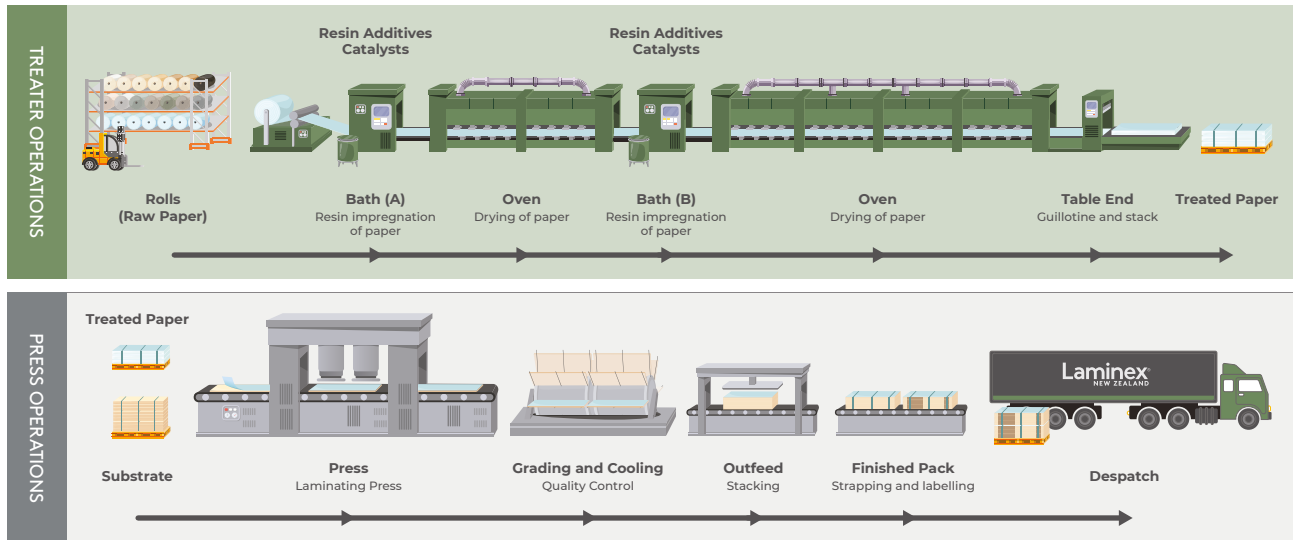 TREATER OPERATIONS
Resin Additives
Catalysts
Resin Additives
Catalysts
Rolls
(Raw Paper)
Bath (A)
Resin impregnation
of paper
Oven
Drying of paper
Bath (B)
Resin impregnation
of paper
Oven
Drying of paper
Table End
Guillotine and stack
Treated Paper
PRESS OPERATIONS
Treated Paper
Substrate
Press
Laminating Press
Grading and Cooling
Quality Control
Outfeed
Stacking
Finished Pack
Strapping and labelling
Laminex®
NEW ZEALAND
Despatch